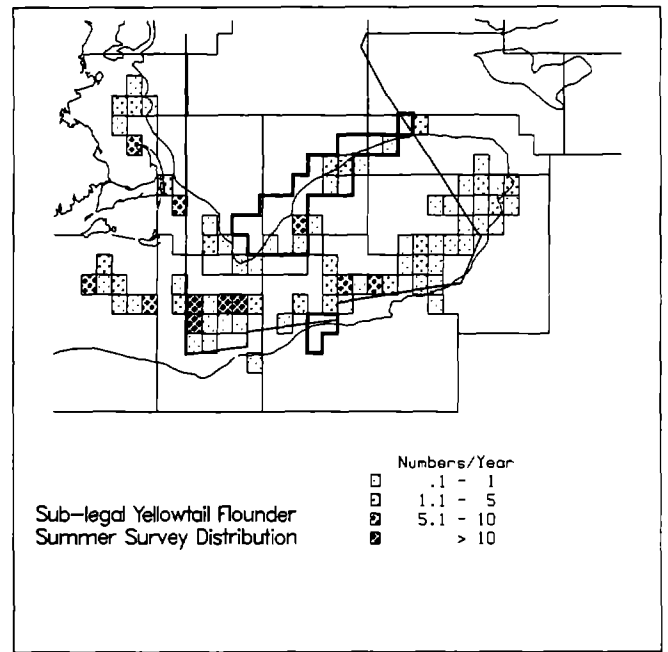 Numbers/Year
.1 - 1
1.1 - 5
5.1 - 10
> 10
Sub-legal Yellowtail Flounder
Summer Survey Distribution